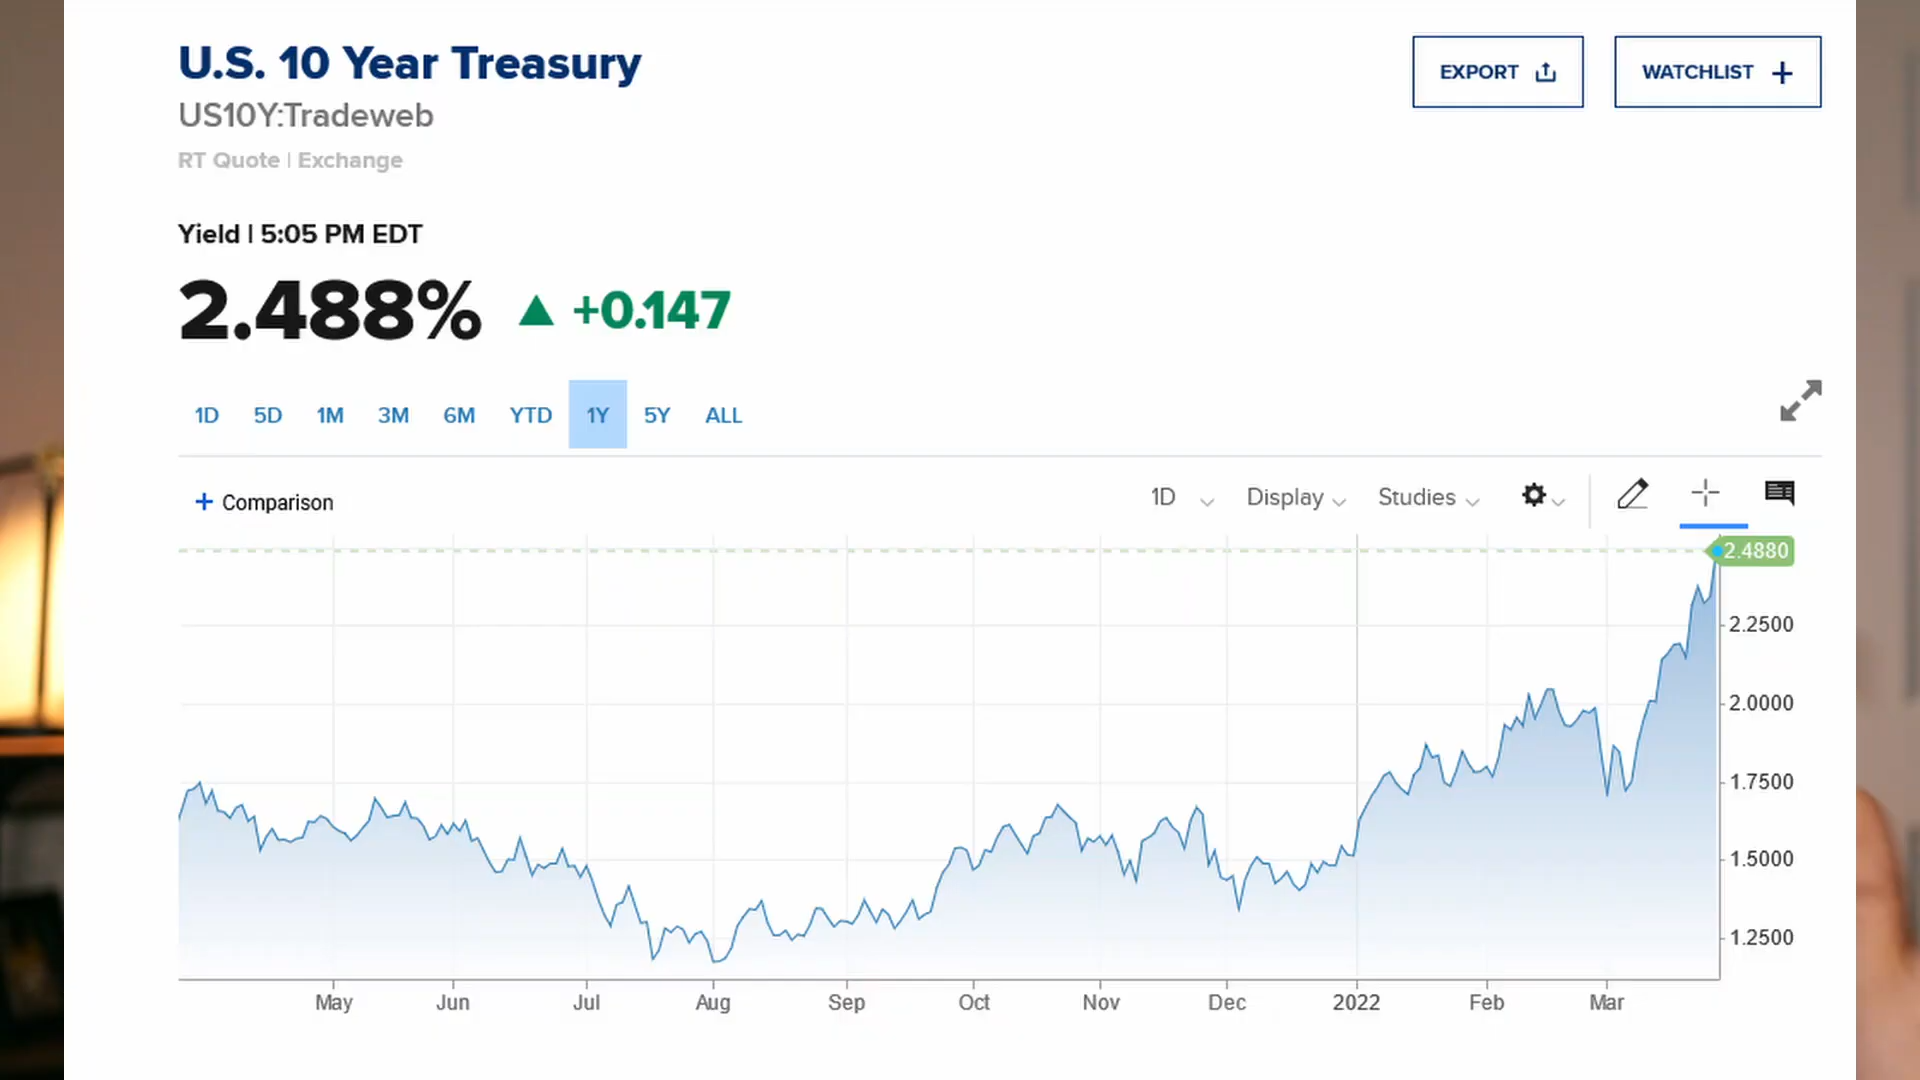 U.S. 10 Year Treasury
US10Y:Tradeweb
RT Quote | Exchange
EXPORT
WATCHLIST +
Yield | 5:05 PM EDT
2.488% ▲ +0.147
1D 5D 1M 3M 6M YTD 1Y 5Y ALL
+ Comparison
1D Display Studies
2.4880
2.2500
2.0000
1.7500
1.5000
1.2500
May Jun Jul Aug Sep Oct Nov Dec 2022 Feb Mar